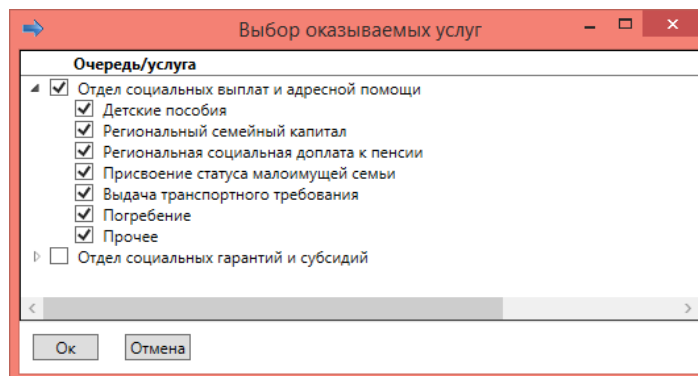 Выбор оказываемых услуг
Очередь/услуга
Отдел социальных выплат и адресной помощи
Детские пособия
Региональный семейный капитал
Региональная социальная доплата к пенсии
Присвоение статуса малоимущей семьи
Выдача транспортного требования
Погребение
Прочее
Отдел социальных гарантий и субсидий
Ок Отмена